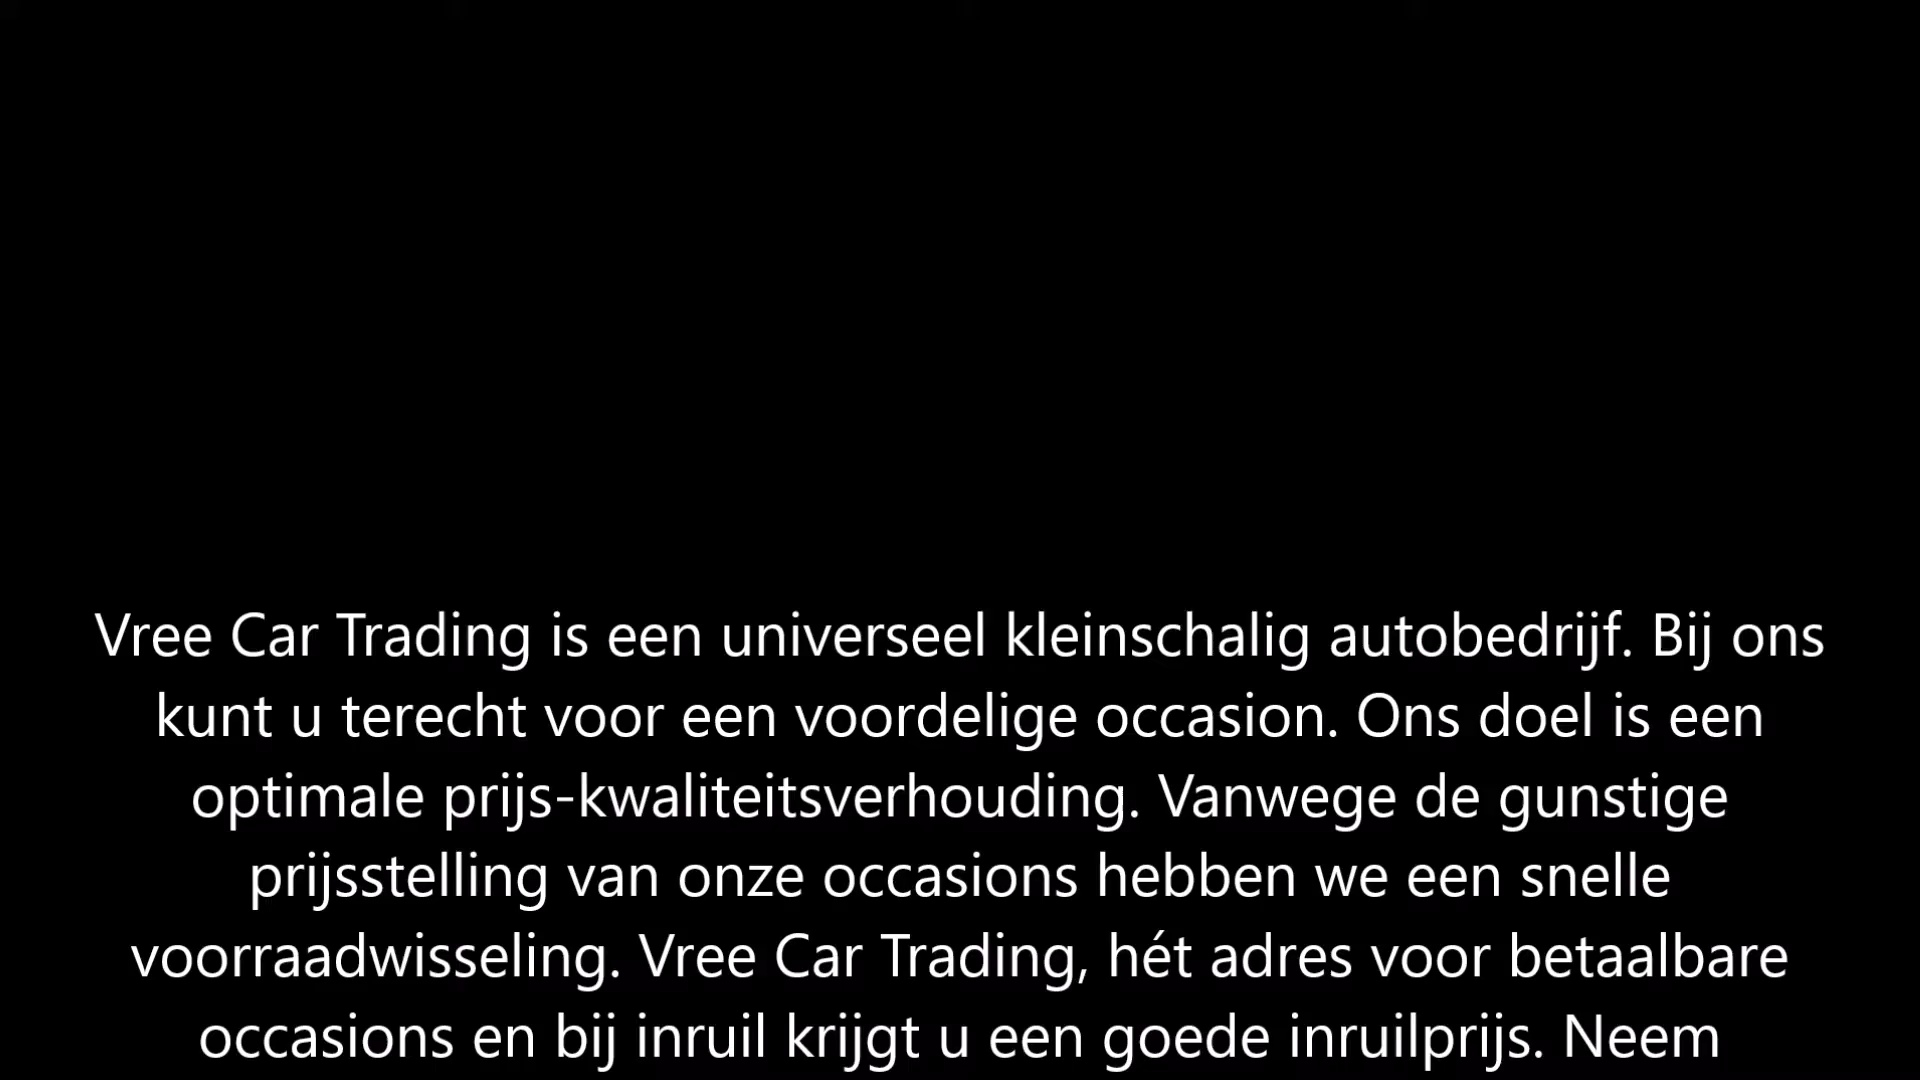 Vree Car Trading is een universeel kleinschalig autobedrijf. Bij ons
kunt u terecht voor een voordelige occasion. Ons doel is een
optimale prijs-kwaliteitsverhouding. Vanwege de gunstige
prijsstelling van onze occasions hebben we een snelle
voorraadwisseling. Vree Car Trading, hét adres voor betaalbare
occasions en bij inruil krijgt u een goede inruilprijs. Neem